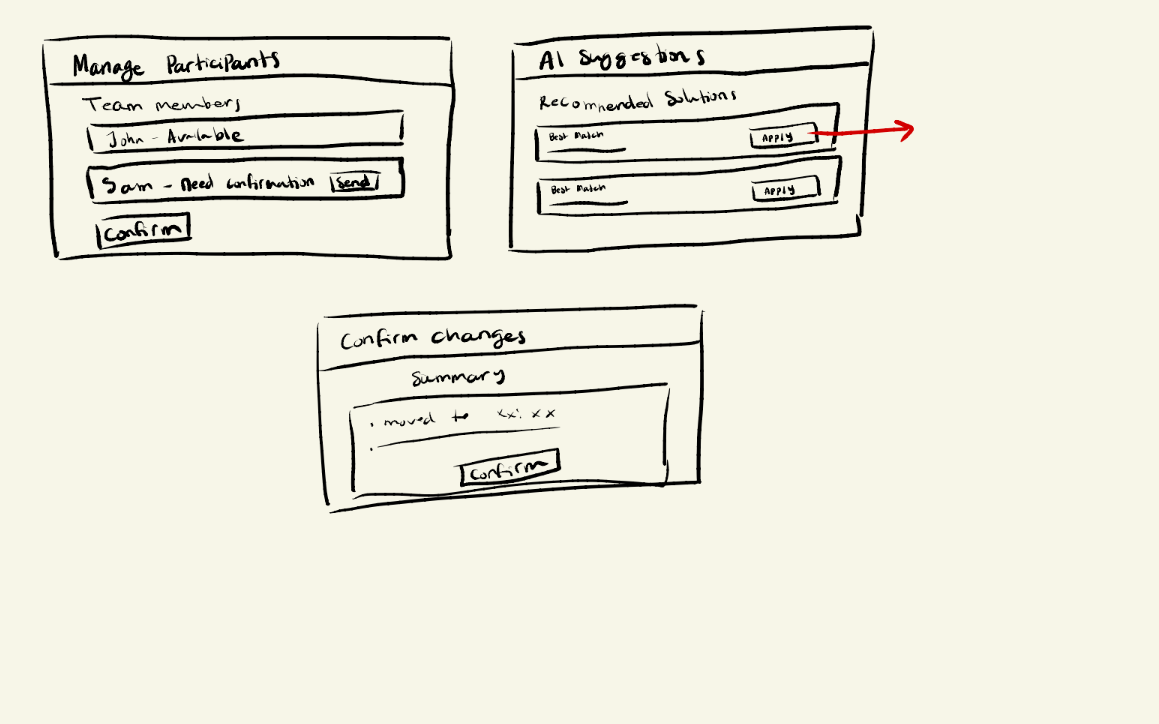 Manage Participants
Team members
John - Available
Sam - Need confirmation Send
Confirm
AI Suggestions
Recommended Solutions
Best Match Apply
Best Match Apply
Confirm changes
Summary
. moved to xx:xx
.
Confirm